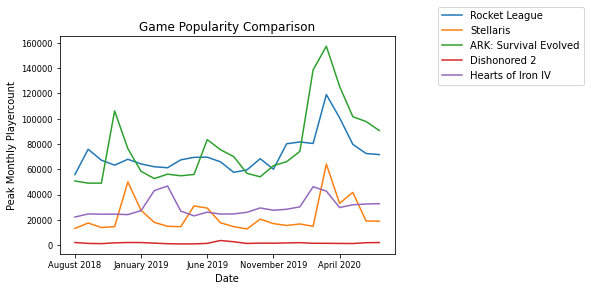 Game Popularity Comparison
Rocket League
Stellaris
ARK: Survival Evolved
Dishonored 2
Hearts of Iron IV
Peak Monthly Playercount
160000
140000
120000
100000
80000
60000
40000
20000
0
August 2018
January 2019
June 2019
November 2019
April 2020
Date